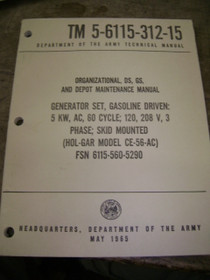 TM 5-6115-312-15
DEPARTMENT OF THE ARMY TECHNICAL MANUAL
ORGANIZATIONAL, DS, GS,
AND DEPOT MAINTENANCE MANUAL
GENERATOR SET, GASOLINE DRIVEN:
5 KW, AC, 60 CYCLE; 120, 208 V, 3
PHASE; SKID MOUNTED
(HOL-GAR MODEL CE-56-AC)
FSN 6115-560-5290
HEADQUARTERS, DEPARTMENT OF THE ARMY
MAY 1965